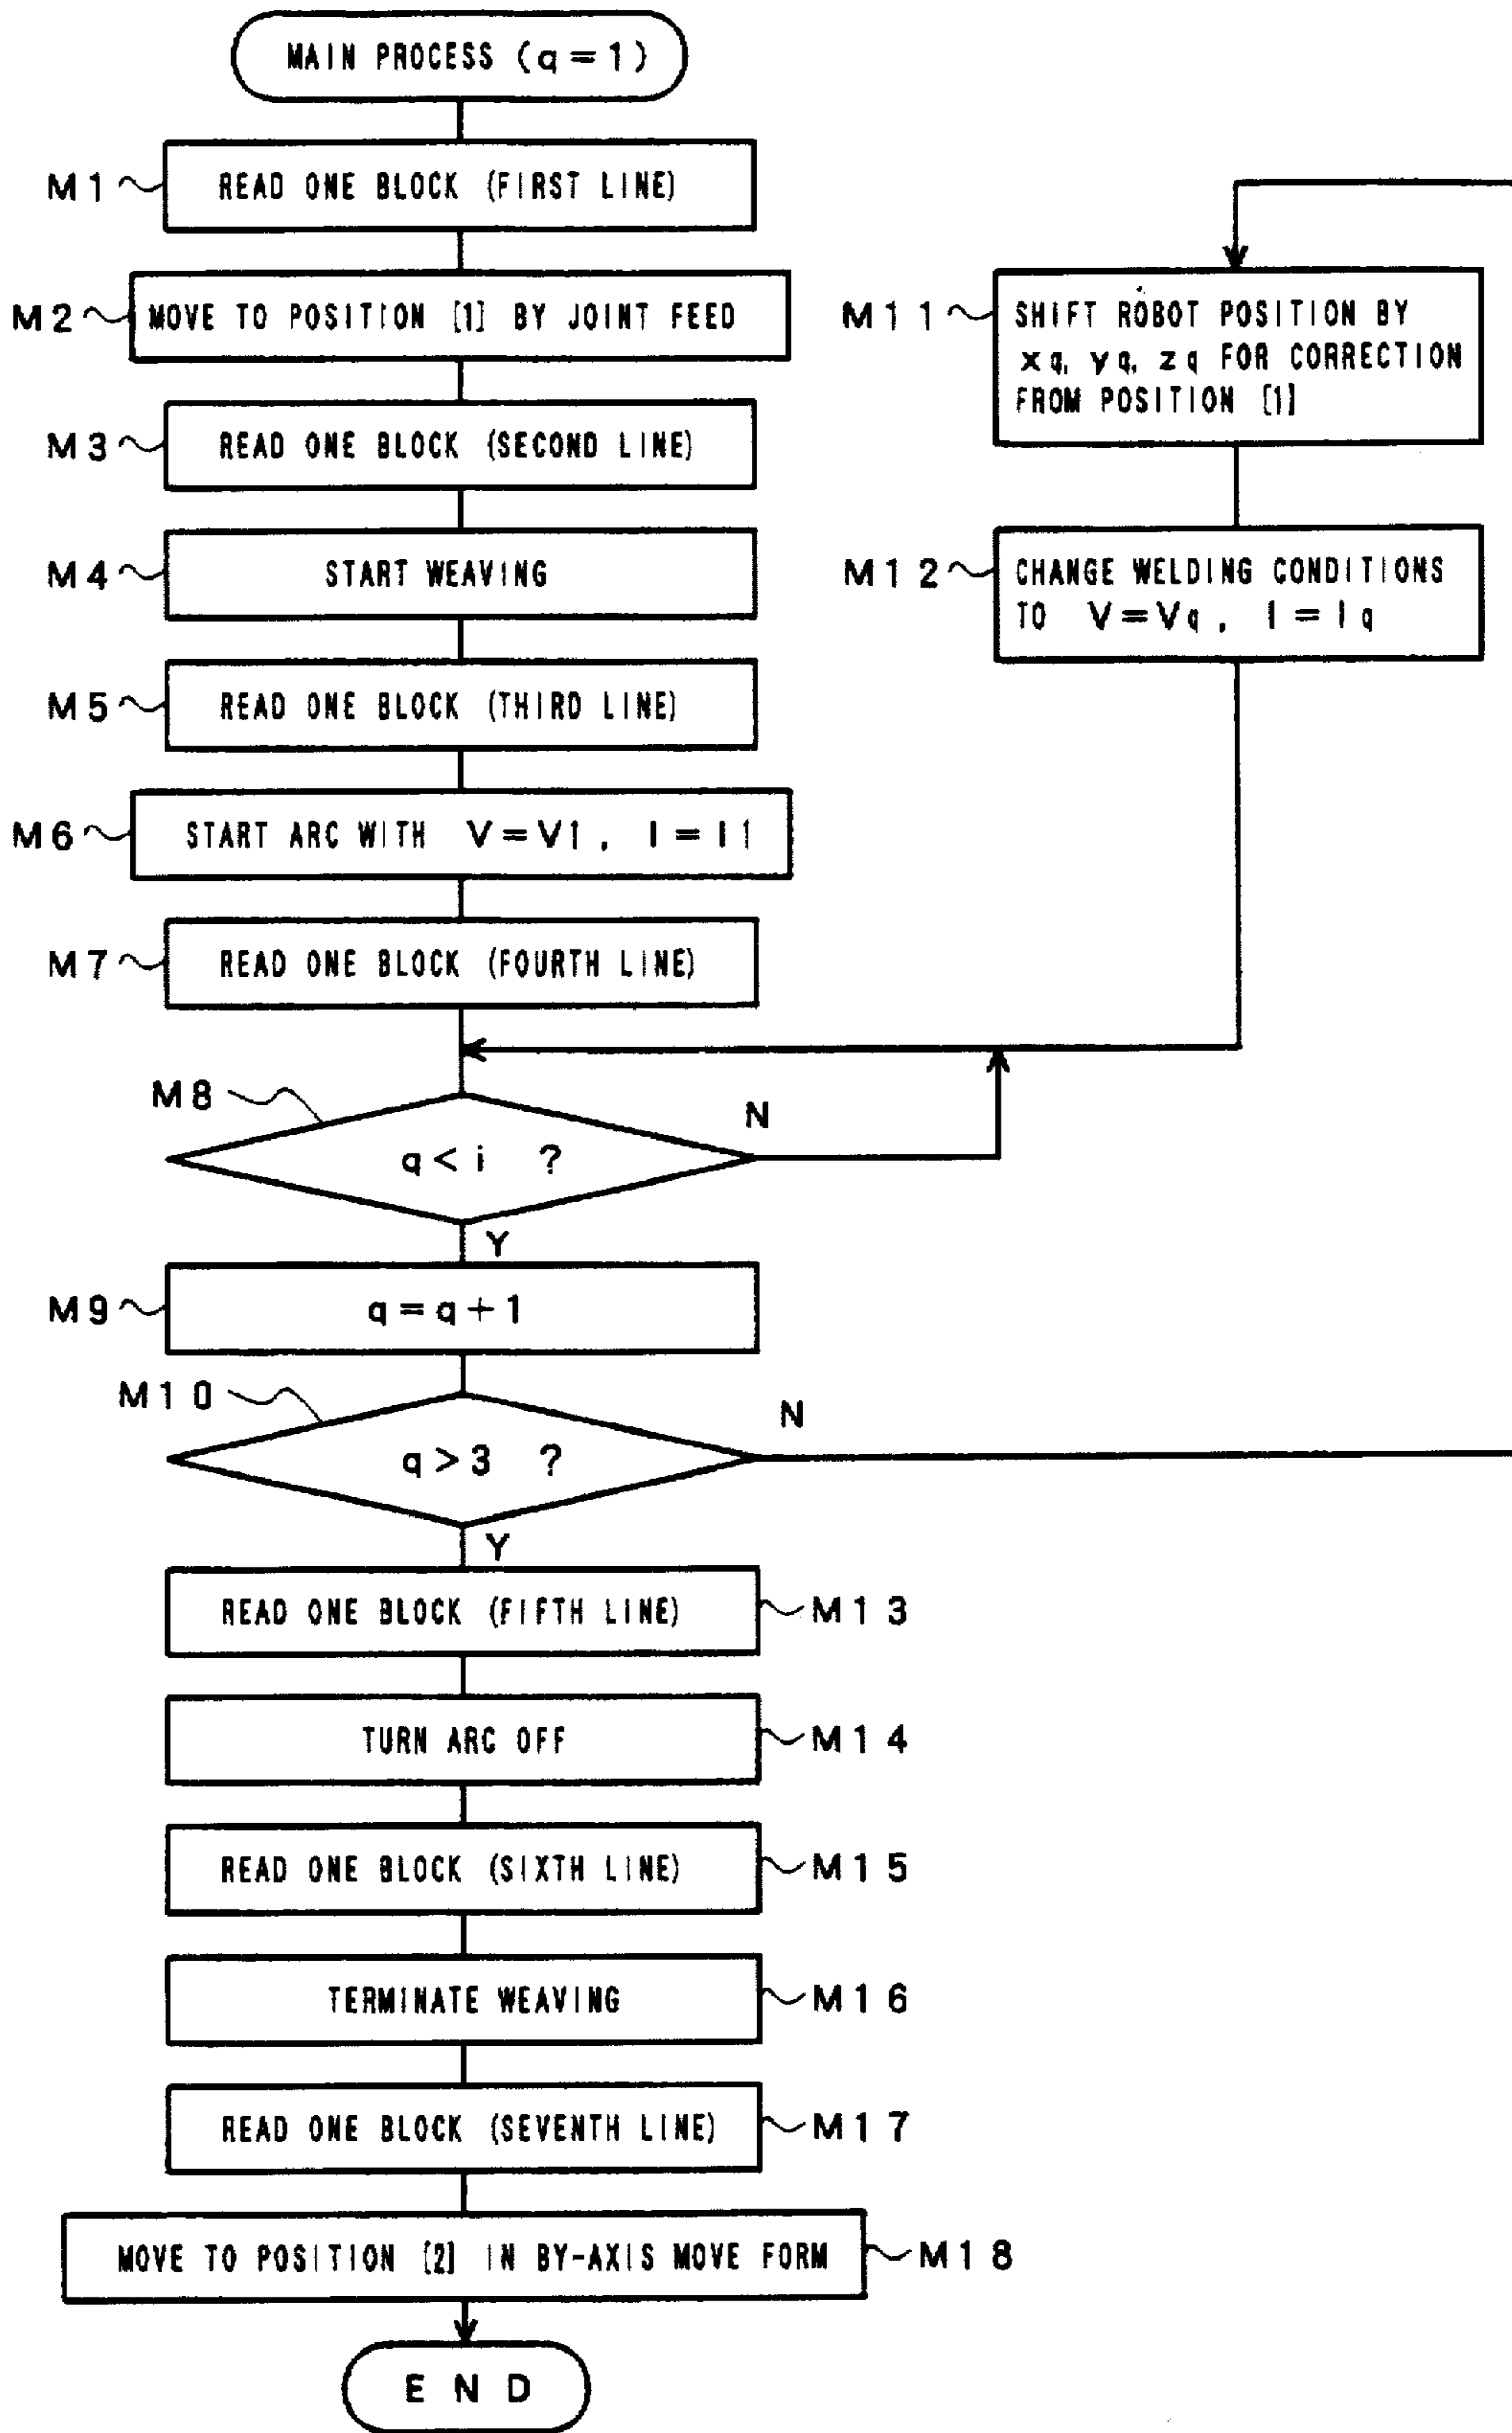 MAIN PROCESS (q=1)
M1
READ ONE BLOCK (FIRST LINE)
M2
MOVE TO POSITION [1] BY JOINT FEED
M3
READ ONE BLOCK (SECOND LINE)
M4
START WEAVING
M5
READ ONE BLOCK (THIRD LINE)
M6
START ARC WITH V=V1, I=I1
M7
READ ONE BLOCK (FOURTH LINE)
M8
q<i ?
N
Y
M9
q=q+1
M10
q>3 ?
N
Y
M11
SHIFT ROBOT POSITION BY
xq, yq, zq FOR CORRECTION
FROM POSITION [1]
M12
CHANGE WELDING CONDITIONS
TO V=Vq, I=Iq
READ ONE BLOCK (FIFTH LINE)
M13
TURN ARC OFF
M14
READ ONE BLOCK (SIXTH LINE)
M15
TERMINATE WEAVING
M16
READ ONE BLOCK (SEVENTH LINE)
M17
MOVE TO POSITION [2] IN BY-AXIS MOVE FORM
M18
END